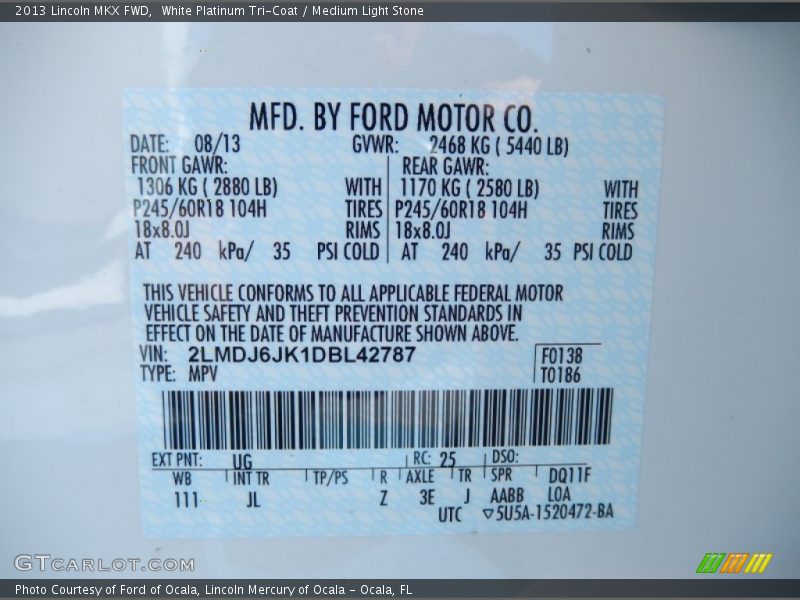 2013 Lincoln MKX FWD,  White Platinum Tri-Coat / Medium Light Stone
MFD. BY FORD MOTOR CO.
DATE: 08/13 GVWR: 2468 KG ( 5440 LB)
FRONT GAWR: REAR GAWR:
1306 KG ( 2880 LB) WITH 1170 KG ( 2580 LB) WITH
P245/60R18 104H TIRES P245/60R18 104H TIRES
18x8.0J RIMS 18x8.0J RIMS
AT 240 kPa/ 35 PSI COLD AT 240 kPa/ 35 PSI COLD
THIS VEHICLE CONFORMS TO ALL APPLICABLE FEDERAL MOTOR
VEHICLE SAFETY AND THEFT PREVENTION STANDARDS IN
EFFECT ON THE DATE OF MANUFACTURE SHOWN ABOVE.
VIN: 2LMDJ6JK1DBL42787 F0138
TYPE: MPV T0186
EXT PNT: UG RC: 25 DSO:
WB INT TR TP/PS R AXLE TR SPR DQ11F
111 JL Z 3E J AABB LOA
UTC ▽5U5A-1520472-BA
GTCARLOT.COM
Photo Courtesy of Ford of Ocala, Lincoln Mercury of Ocala - Ocala, FL